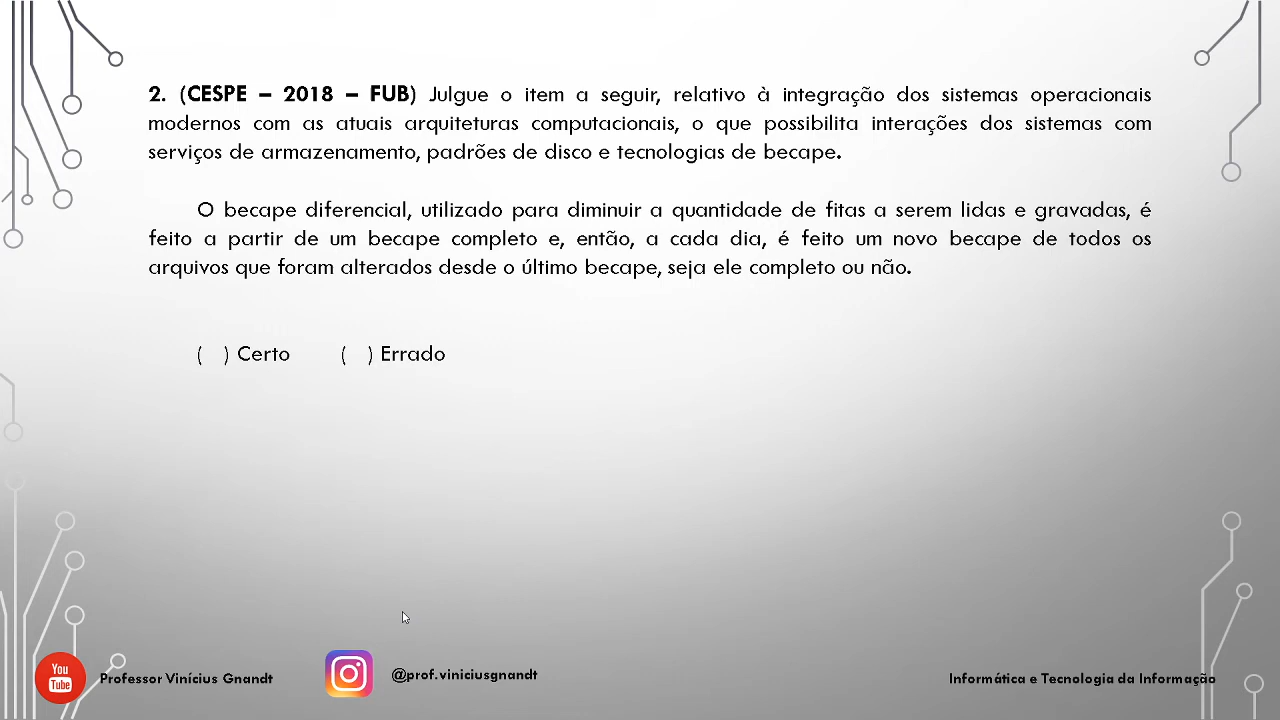 2. (CESPE – 2018 – FUB) Julgue o item a seguir, relativo à integração dos sistemas operacionais
modernos com as atuais arquiteturas computacionais, o que possibilita interações dos sistemas com
serviços de armazenamento, padrões de disco e tecnologias de becape.
O becape diferencial, utilizado para diminuir a quantidade de fitas a serem lidas e gravadas, é
feito a partir de um becape completo e, então, a cada dia, é feito um novo becape de todos os
arquivos que foram alterados desde o último becape, seja ele completo ou não.
( ) Certo ( ) Errado
You
Tube
Professor Vinícius Gnandt
@prof.viniciusgnandt
Informática e Tecnologia da Informação